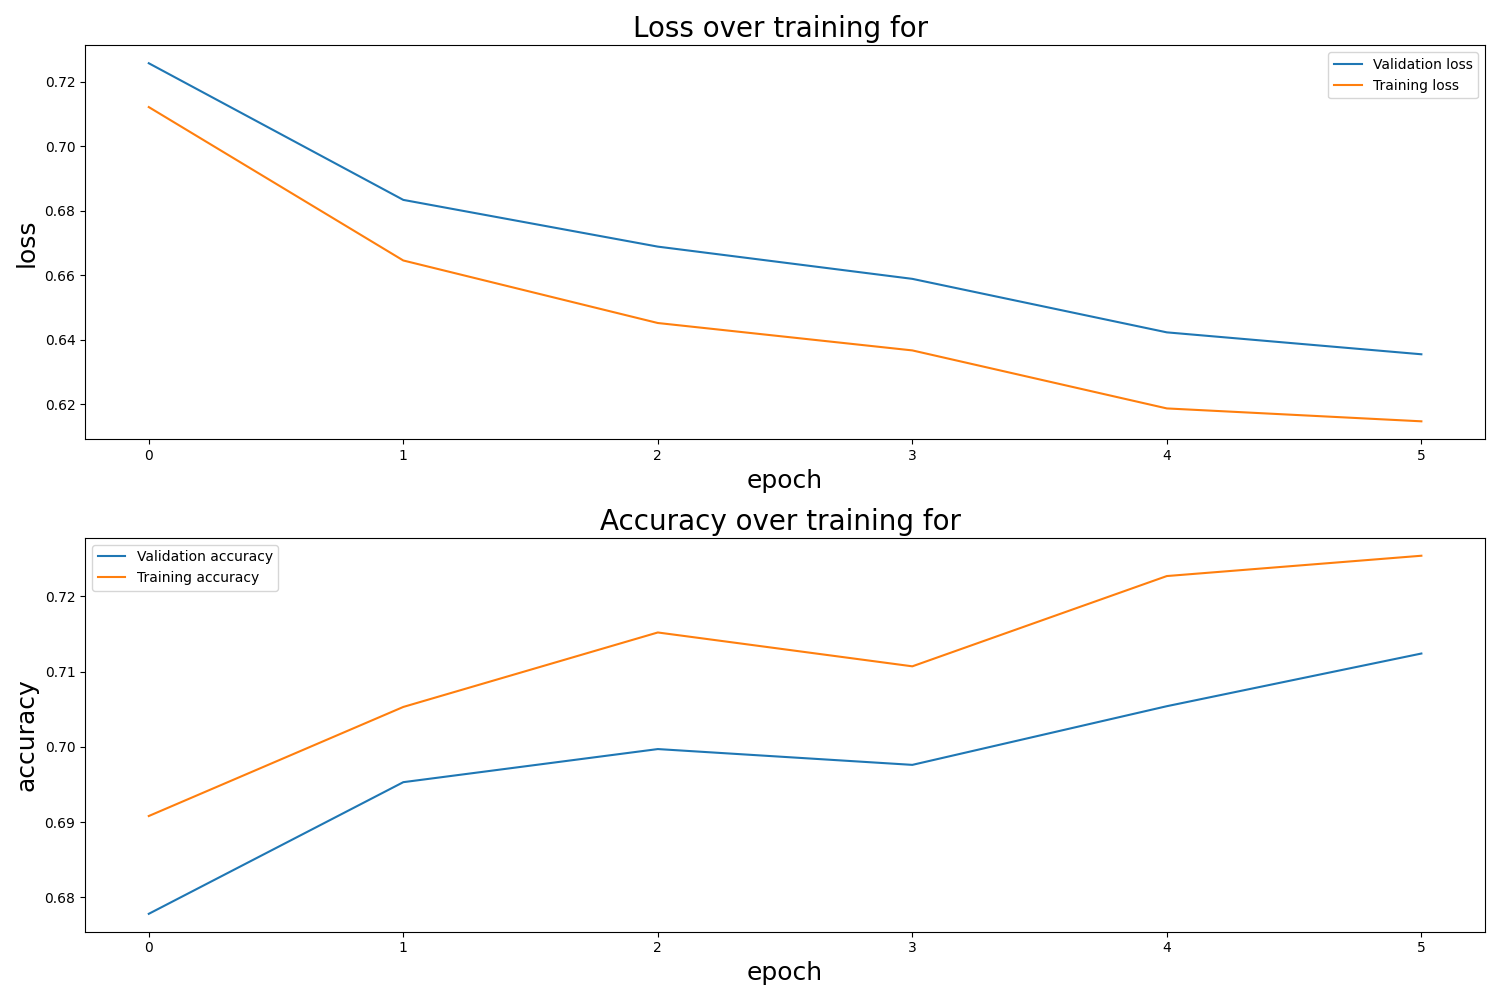 Loss over training for
Validation loss
Training loss
0.72
0.70
0.68
0.66
0.64
0.62
loss
0 1 2 3 4 5
epoch
Accuracy over training for
Validation accuracy
Training accuracy
0.72
0.71
0.70
0.69
0.68
accuracy
0 1 2 3 4 5
epoch